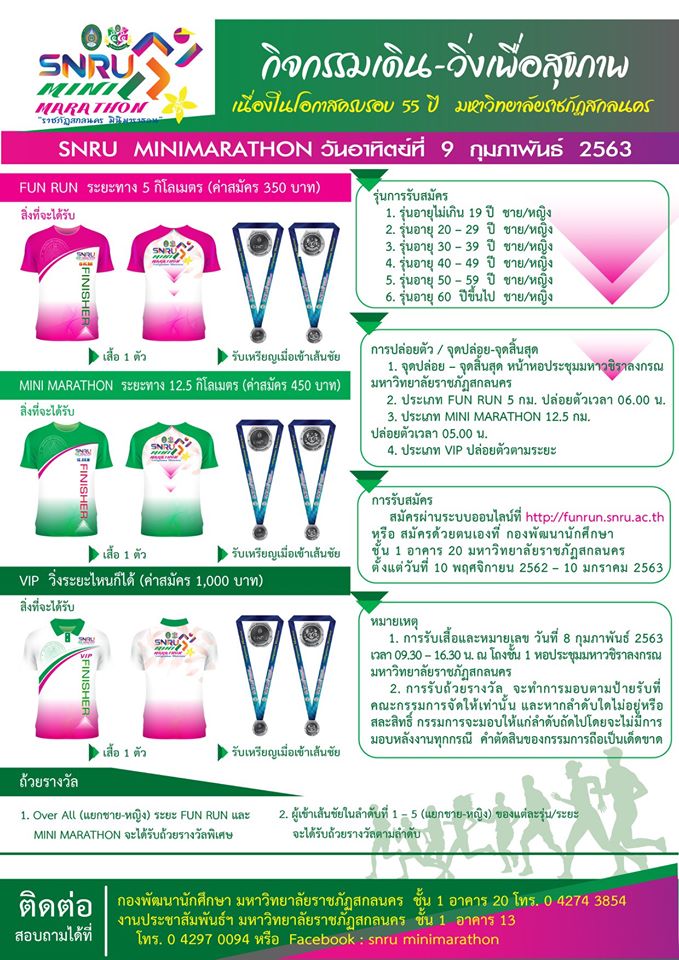 SNRU
MINI
MARATHON
"ราชภัฏสกลนคร มินิมาราธอน"
กิจกรรมเดิน-วิ่งเพื่อสุขภาพ
เนื่องในโอกาสครบรอบ 55 ปี มหาวิทยาลัยราชภัฏสกลนคร
SNRU MINIMARATHON วันอาทิตย์ที่ 9 กุมภาพันธ์ 2563
FUN RUN ระยะทาง 5 กิโลเมตร (ค่าสมัคร 350 บาท)
สิ่งที่จะได้รับ
FINISHER
SNRU
MINI
MARATHON
เสื้อ 1 ตัว
รับเหรียญเมื่อเข้าเส้นชัย
MINI MARATHON ระยะทาง 12.5 กิโลเมตร (ค่าสมัคร 450 บาท)
สิ่งที่จะได้รับ
FINISHER
SNRU
MINI
MARATHON
เสื้อ 1 ตัว
รับเหรียญเมื่อเข้าเส้นชัย
VIP วิ่งระยะไหนก็ได้ (ค่าสมัคร 1,000 บาท)
สิ่งที่จะได้รับ
SNRU
VIP
FINISHER
SNRU
MINI
MARATHON
เสื้อ 1 ตัว
รับเหรียญเมื่อเข้าเส้นชัย
รุ่นการรับสมัคร
1. รุ่นอายุไม่เกิน 19 ปี ชาย/หญิง
2. รุ่นอายุ 20 – 29 ปี ชาย/หญิง
3. รุ่นอายุ 30 – 39 ปี ชาย/หญิง
4. รุ่นอายุ 40 – 49 ปี ชาย/หญิง
5. รุ่นอายุ 50 – 59 ปี ชาย/หญิง
6. รุ่นอายุ 60 ปีขึ้นไป ชาย/หญิง
การปล่อยตัว / จุดปล่อย-จุดสิ้นสุด
1. จุดปล่อย – จุดสิ้นสุด หน้าหอประชุมมหาวชิราลงกรณ
มหาวิทยาลัยราชภัฏสกลนคร
2. ประเภท FUN RUN 5 กม. ปล่อยตัวเวลา 06.00 น.
3. ประเภท MINI MARATHON 12.5 กม.
ปล่อยตัวเวลา 05.00 น.
4. ประเภท VIP ปล่อยตัวตามระยะ
การรับสมัคร
สมัครผ่านระบบออนไลน์ที่ http://funrun.snru.ac.th
หรือ สมัครด้วยตนเองที่ กองพัฒนานักศึกษา
ชั้น 1 อาคาร 20 มหาวิทยาลัยราชภัฏสกลนคร
ตั้งแต่วันที่ 10 พฤศจิกายน 2562 – 10 มกราคม 2563
หมายเหตุ
1. การรับเสื้อและหมายเลข วันที่ 8 กุมภาพันธ์ 2563
เวลา 09.30 – 16.30 น. ณ โถงชั้น 1 หอประชุมมหาวชิราลงกรณ
มหาวิทยาลัยราชภัฏสกลนคร
2. การรับถ้วยรางวัล จะทำการมอบตามป้ายรับที่
คณะกรรมการจัดให้เท่านั้น และหากลำดับใดไม่อยู่หรือ
สละสิทธิ์ กรรมการจะมอบให้แก่ลำดับถัดไปโดยจะไม่มีการ
มอบหลังงานทุกกรณี คำตัดสินของกรรมการถือเป็นเด็ดขาด
ถ้วยรางวัล
1. Over All (แยกชาย-หญิง) ระยะ FUN RUN และ
MINI MARATHON จะได้รับถ้วยรางวัลพิเศษ
2. ผู้เข้าเส้นชัยในลำดับที่ 1 – 5 (แยกชาย-หญิง) ของแต่ละรุ่น/ระยะ
จะได้รับถ้วยรางวัลตามลำดับ
ติดต่อ
สอบถามได้ที่
กองพัฒนานักศึกษา มหาวิทยาลัยราชภัฏสกลนคร ชั้น 1 อาคาร 20 โทร. 0 4274 3854
งานประชาสัมพันธ์ฯ มหาวิทยาลัยราชภัฏสกลนคร ชั้น 1 อาคาร 13
โทร. 0 4297 0094 หรือ Facebook : snru minimarathon